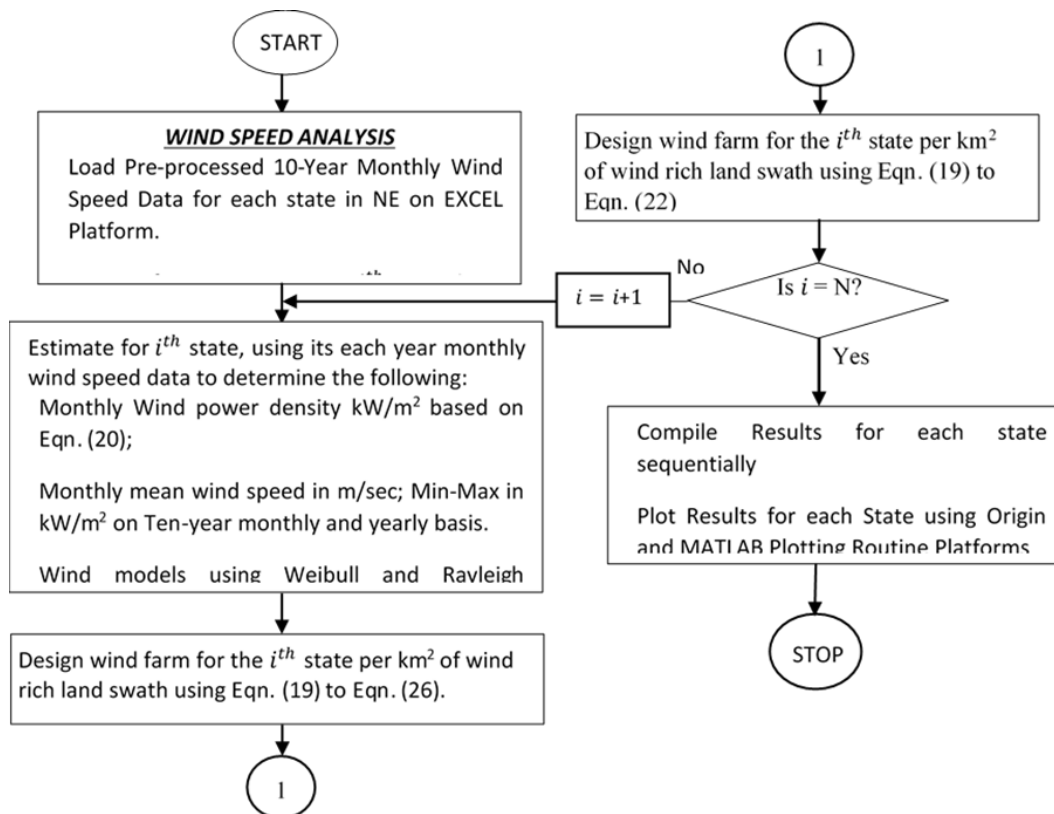 START
WIND SPEED ANALYSIS
Load Pre-processed 10-Year Monthly Wind
Speed Data for each state in NE on EXCEL
Platform.
Estimate for iᵗʰ state, using its each year monthly
wind speed data to determine the following:
Monthly Wind power density kW/m² based on
Eqn. (20);
Monthly mean wind speed in m/sec; Min-Max in
kW/m² on Ten-year monthly and yearly basis.
Wind models using Weibull and Rayleigh
Design wind farm for the iᵗʰ state per km² of wind
rich land swath using Eqn. (19) to Eqn. (26).
1
1
Design wind farm for the iᵗʰ state per km²
of wind rich land swath using Eqn. (19) to
Eqn. (22)
Is i = N?
No
i = i+1
Yes
Compile Results for each state
sequentially
Plot Results for each State using Origin
and MATLAB Plotting Routine Platforms
STOP